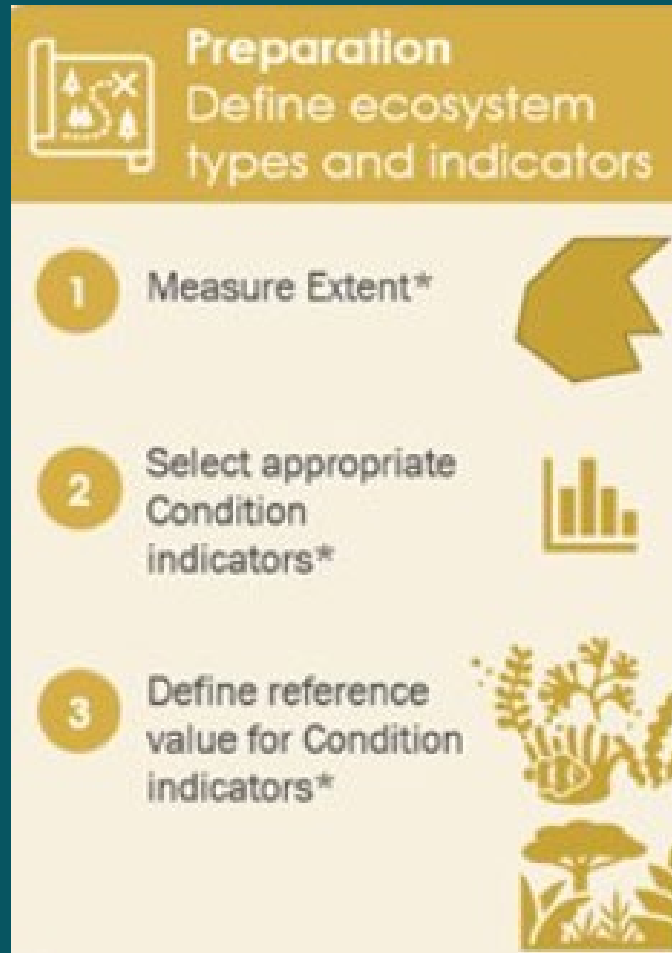 Preparation
Define ecosystem
types and indicators
1
Measure Extent*
2
Select appropriate
Condition
indicators*
3
Define reference
value for Condition
indicators*